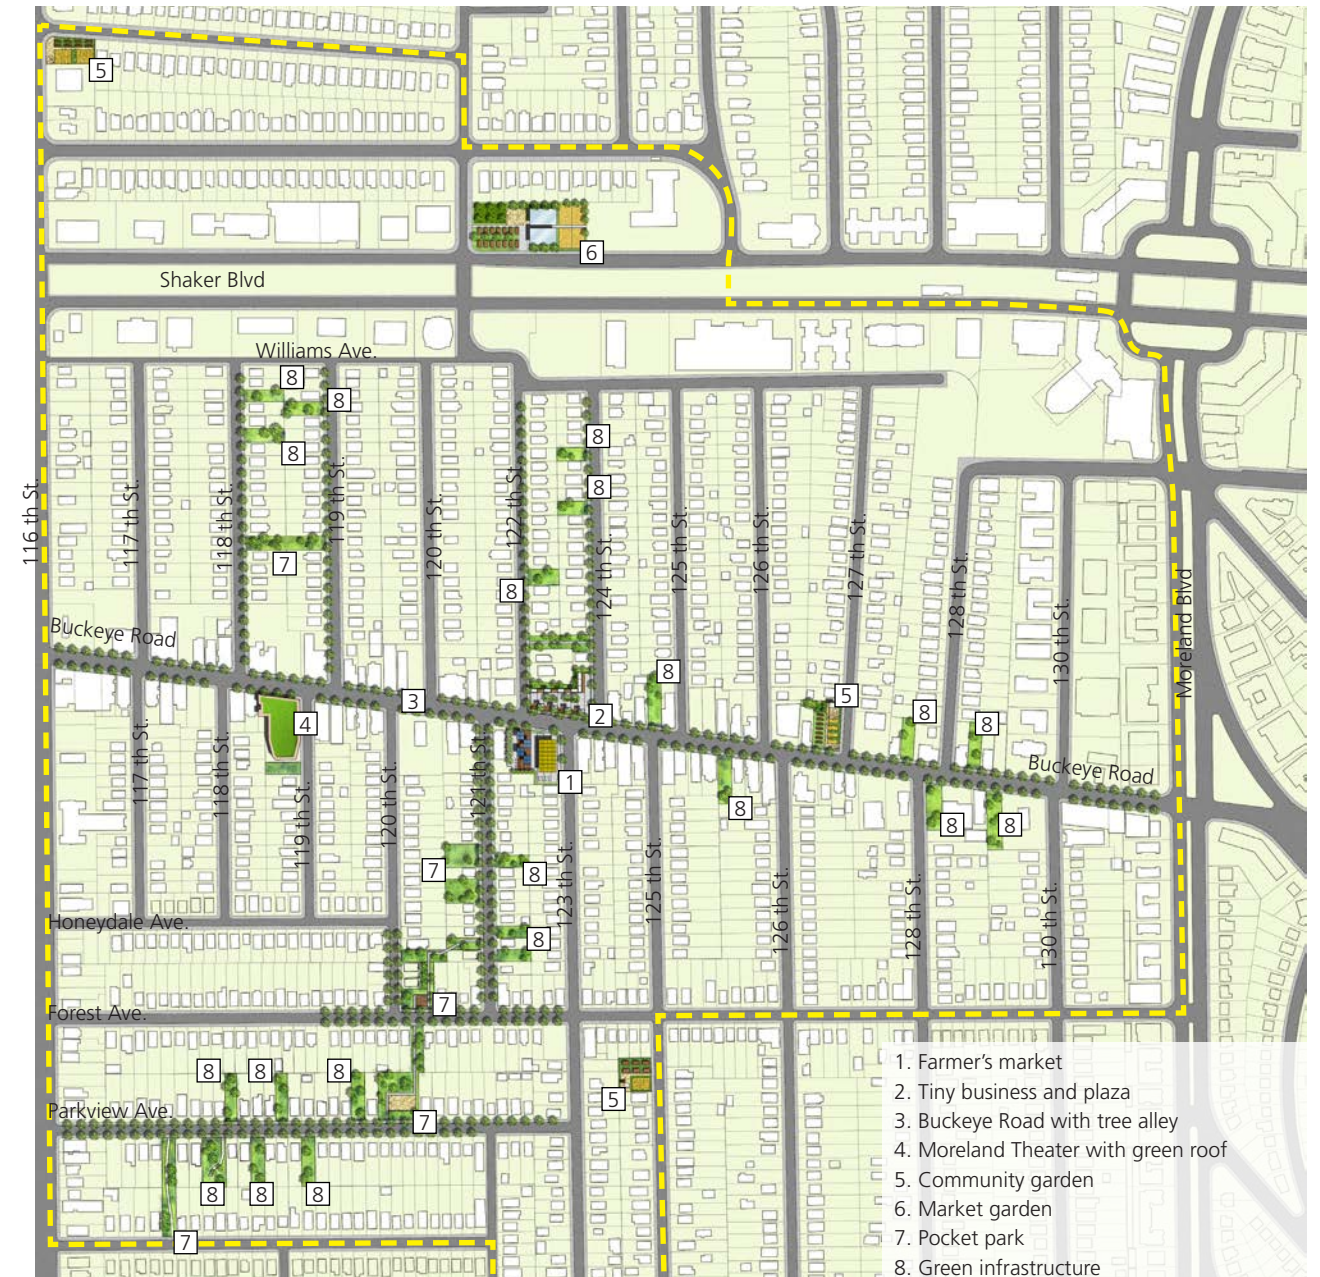 5
6
Shaker Blvd
Williams Ave.
8
8
8
8
8
116 th St.
117 th St.
118 th St.
119 th St.
120 th St.
122 th St.
124 th St.
125 th St.
126 th St.
127 th St.
128 th St.
130 th St.
Moreland Blvd
7
8
Buckeye Road
8
3
4
2
5
8
8
Buckeye Road
1
8
8
8
117 th St.
118 th St.
119 th St.
120 th St.
121 th St.
123 th St.
125 th St.
126 th St.
128 th St.
130 th St.
7
8
Honeydale Ave.
8
7
Forest Ave.
8
8
8
5
Parkview Ave.
7
8
8
8
7
1. Farmer's market
2. Tiny business and plaza
3. Buckeye Road with tree alley
4. Moreland Theater with green roof
5. Community garden
6. Market garden
7. Pocket park
8. Green infrastructure